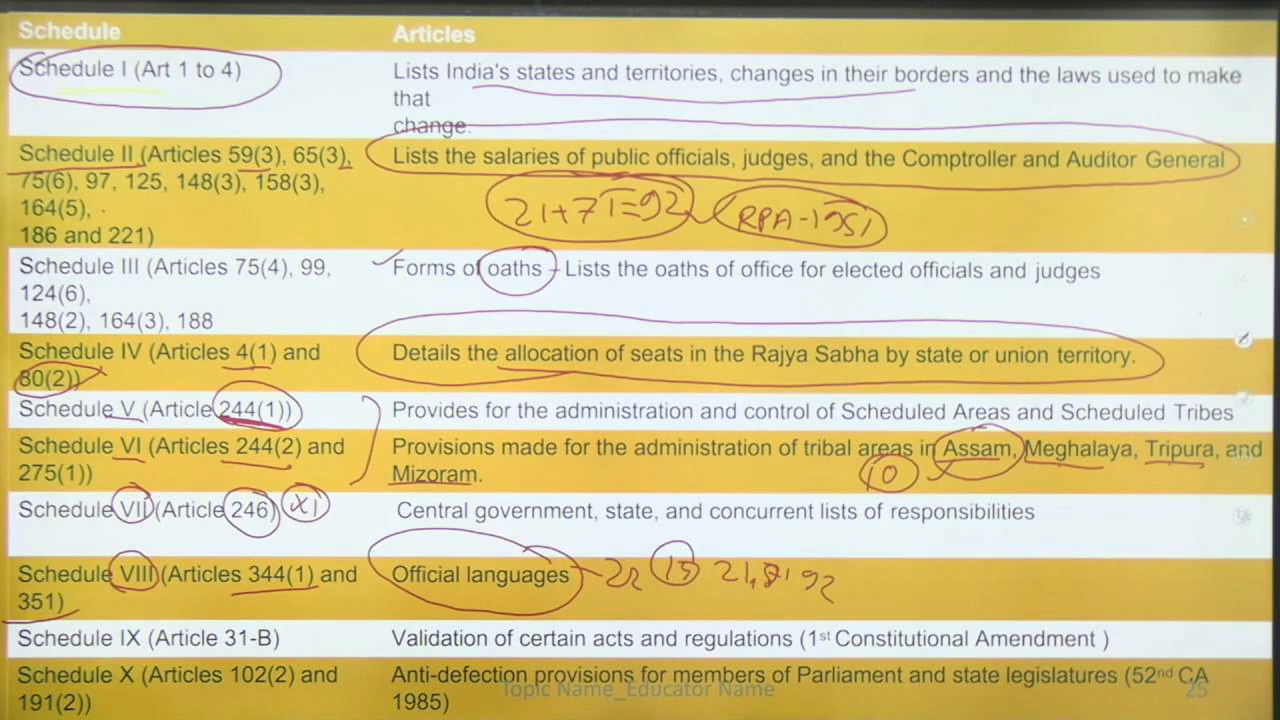 Schedule
Articles
Schedule I (Art 1 to 4)
Lists India's states and territories, changes in their borders and the laws used to make
that
change.
Schedule II (Articles 59(3), 65(3),
75(6), 97, 125, 148(3), 158(3),
164(5),
186 and 221)
Lists the salaries of public officials, judges, and the Comptroller and Auditor General
21+71=92
RPA-1951
Schedule III (Articles 75(4), 99,
124(6),
148(2), 164(3), 188
Forms of oaths - Lists the oaths of office for elected officials and judges
Schedule IV (Articles 4(1) and
80(2))
Details the allocation of seats in the Rajya Sabha by state or union territory.
Schedule V (Article 244(1))
Provides for the administration and control of Scheduled Areas and Scheduled Tribes
Schedule VI (Articles 244(2) and
275(1))
Provisions made for the administration of tribal areas in Assam, Meghalaya, Tripura, and
Mizoram.
10
Schedule VII (Article 246)
XI
Central government, state, and concurrent lists of responsibilities
Schedule VIII (Articles 344(1) and
351)
Official languages
22 15 21, 71 92
Schedule IX (Article 31-B)
Validation of certain acts and regulations (1st Constitutional Amendment )
Schedule X (Articles 102(2) and
191(2))
Anti-defection provisions for members of Parliament and state legislatures (52nd CA
1985)
Topic Name_Educator Name
25